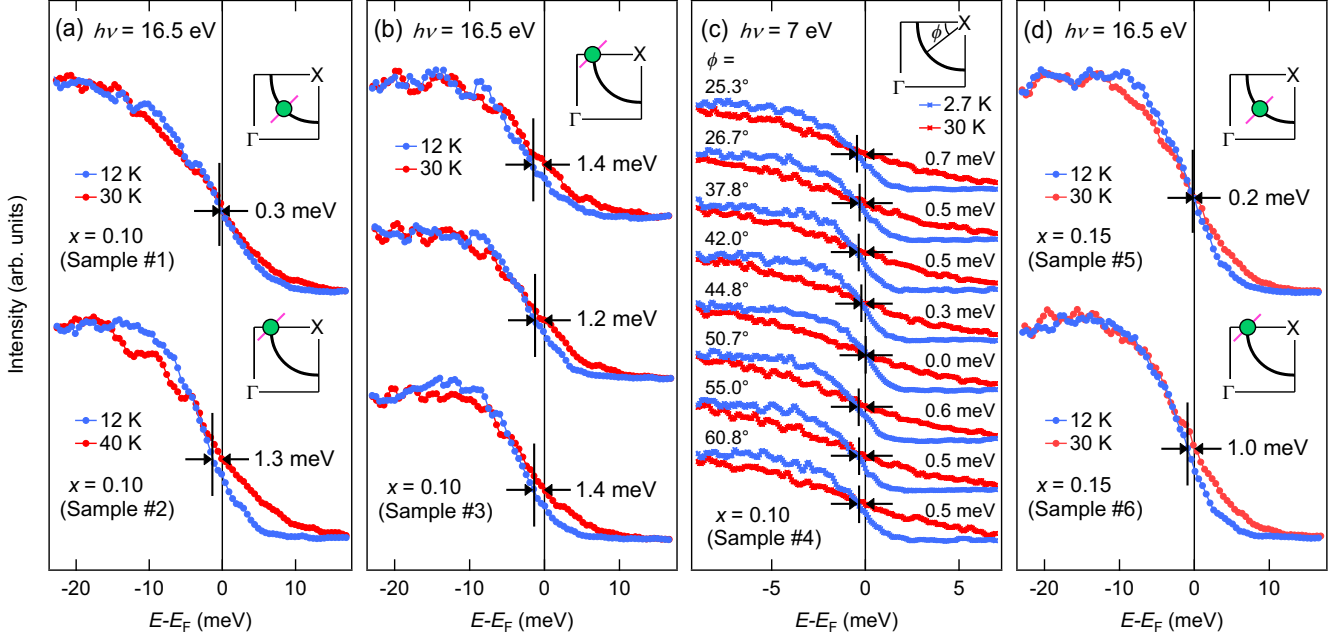 Intensity (arb. units)
(a) hν = 16.5 eV
X
Γ
12 K
30 K
0.3 meV
x = 0.10
(Sample #1)
X
Γ
12 K
40 K
1.3 meV
x = 0.10
(Sample #2)
-20 -10 0 10
E-E_F (meV)
(b) hν = 16.5 eV
X
Γ
12 K
30 K
1.4 meV
1.2 meV
x = 0.10
(Sample #3)
1.4 meV
-20 -10 0 10
E-E_F (meV)
(c) hν = 7 eV
ϕ X
Γ
ϕ =
25.3°
2.7 K
30 K
26.7°
0.7 meV
37.8°
0.5 meV
42.0°
0.5 meV
44.8°
0.3 meV
50.7°
0.0 meV
55.0°
0.6 meV
60.8°
0.5 meV
0.5 meV
x = 0.10
(Sample #4)
-5 0 5
E-E_F (meV)
(d) hν = 16.5 eV
X
Γ
12 K
30 K
0.2 meV
x = 0.15
(Sample #5)
X
Γ
12 K
30 K
1.0 meV
x = 0.15
(Sample #6)
-20 -10 0 10
E-E_F (meV)